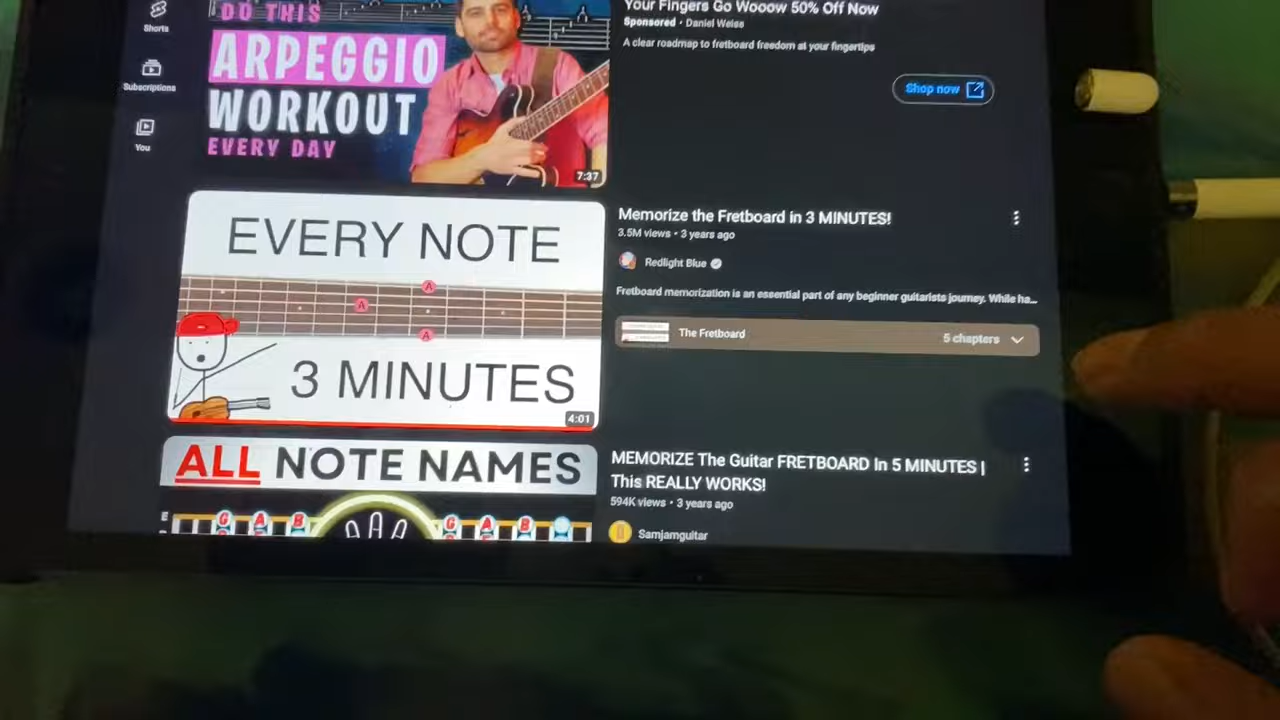 Shorts
Subscriptions
You
DO THIS
ARPEGGIO
WORKOUT
EVERY DAY
7:37
Your Fingers Go Wooow 50% Off Now
Sponsored • Daniel Weiss
A clear roadmap to fretboard freedom at your fingertips
Shop now
EVERY NOTE
A
A
A
3 MINUTES
4:01
Memorize the Fretboard in 3 MINUTES!
3.5M views • 3 years ago
Redlight Blue
Fretboard memorization is an essential part of any beginner guitarists journey. While ha...
The Fretboard
5 chapters
ALL NOTE NAMES
E
G A B G A B
MEMORIZE The Guitar FRETBOARD In 5 MINUTES |
This REALLY WORKS!
594K views • 3 years ago
Samjamguitar